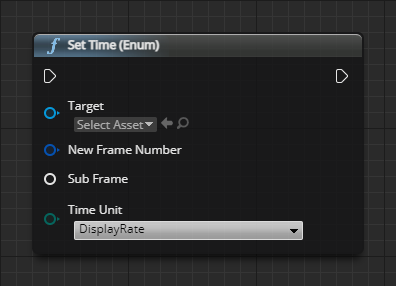 Set Time (Enum)
Target
Select Asset
New Frame Number
Sub Frame
Time Unit
DisplayRate